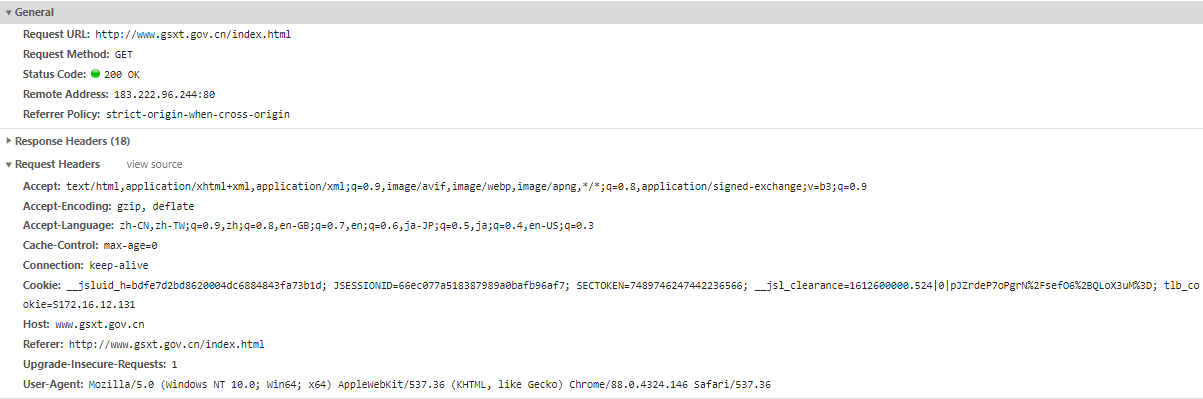 General
Request URL: http://www.gsxt.gov.cn/index.html
Request Method: GET
Status Code: 200 OK
Remote Address: 183.222.96.244:80
Referrer Policy: strict-origin-when-cross-origin
Response Headers (18)
Request Headers view source
Accept: text/html,application/xhtml+xml,application/xml;q=0.9,image/avif,image/webp,image/apng,*/*;q=0.8,application/signed-exchange;v=b3;q=0.9
Accept-Encoding: gzip, deflate
Accept-Language: zh-CN,zh-TW;q=0.9,zh;q=0.8,en-GB;q=0.7,en;q=0.6,ja-JP;q=0.5,ja;q=0.4,en-US;q=0.3
Cache-Control: max-age=0
Connection: keep-alive
Cookie: __jsluid_h=bdfe7d2bd8620004dc6884843fa73b1d; JSESSIONID=66ec077a518387989a0bafb96af7; SECTOKEN=7489746247442236566; __jsl_clearance=1612600000.524|0|pJZrdeP7oPgrN%2FsefO6%2BQLoX3uM%3D; tlb_co
okie=S172.16.12.131
Host: www.gsxt.gov.cn
Referer: http://www.gsxt.gov.cn/index.html
Upgrade-Insecure-Requests: 1
User-Agent: Mozilla/5.0 (Windows NT 10.0; Win64; x64) AppleWebKit/537.36 (KHTML, like Gecko) Chrome/88.0.4324.146 Safari/537.36